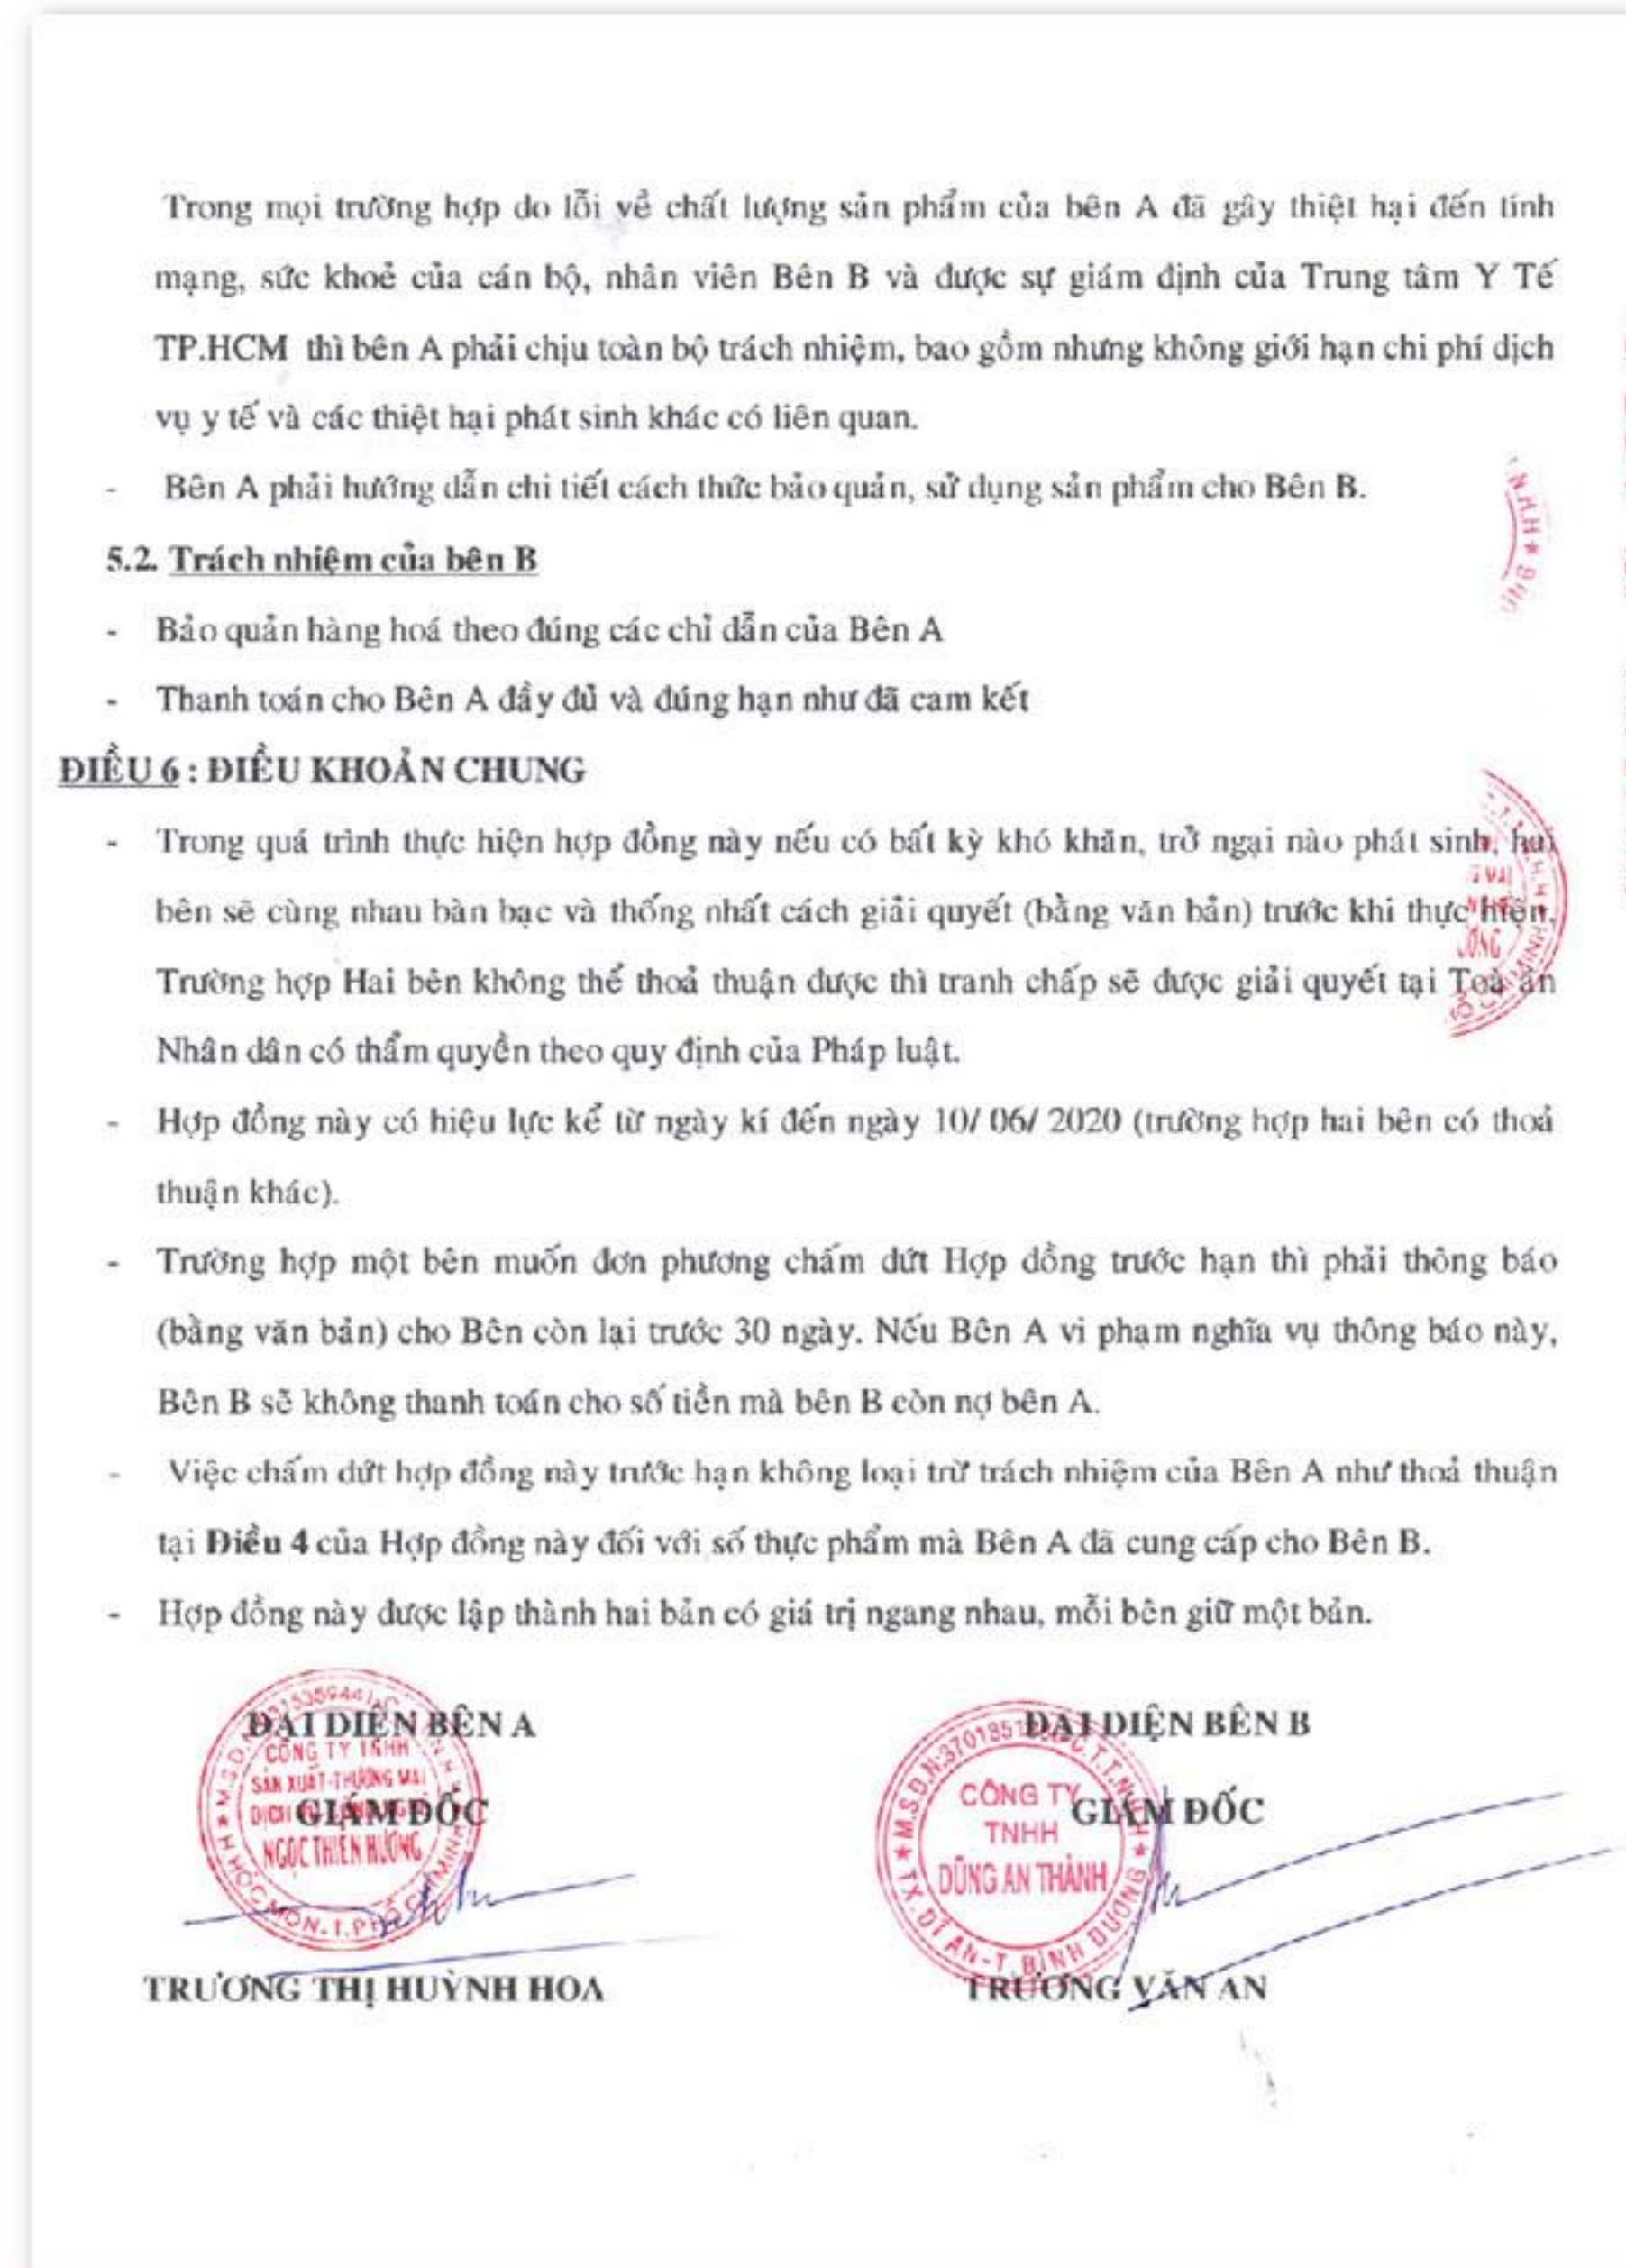 Trong mọi trường hợp do lỗi về chất lượng sản phẩm của bên A đã gây thiệt hại đến tính
mạng, sức khoẻ của cán bộ, nhân viên Bên B và được sự giám định của Trung tâm Y Tế
TP.HCM thì bên A phải chịu toàn bộ trách nhiệm, bao gồm nhưng không giới hạn chi phí dịch
vụ y tế và các thiệt hại phát sinh khác có liên quan.
- Bên A phải hướng dẫn chi tiết cách thức bảo quản, sử dụng sản phẩm cho Bên B.
5.2. Trách nhiệm của bên B
- Bảo quản hàng hoá theo đúng các chỉ dẫn của Bên A
- Thanh toán cho Bên A đầy đủ và đúng hạn như đã cam kết
ĐIỀU 6 : ĐIỀU KHOẢN CHUNG
- Trong quá trình thực hiện hợp đồng này nếu có bất kỳ khó khăn, trở ngại nào phát sinh, hai
bên sẽ cùng nhau bàn bạc và thống nhất cách giải quyết (bằng văn bản) trước khi thực hiện.
Trường hợp Hai bên không thể thoả thuận được thì tranh chấp sẽ được giải quyết tại Toà án
Nhân dân có thẩm quyền theo quy định của Pháp luật.
- Hợp đồng này có hiệu lực kể từ ngày kí đến ngày 10/ 06/ 2020 (trường hợp hai bên có thoả
thuận khác).
- Trường hợp một bên muốn đơn phương chấm dứt Hợp đồng trước hạn thì phải thông báo
(bằng văn bản) cho Bên còn lại trước 30 ngày. Nếu Bên A vi phạm nghĩa vụ thông báo này,
Bên B sẽ không thanh toán cho số tiền mà bên B còn nợ bên A.
- Việc chấm dứt hợp đồng này trước hạn không loại trừ trách nhiệm của Bên A như thoả thuận
tại Điều 4 của Hợp đồng này đối với số thực phẩm mà Bên A đã cung cấp cho Bên B.
- Hợp đồng này được lập thành hai bản có giá trị ngang nhau, mỗi bên giữ một bản.
ĐẠI DIỆN BÊN A
GIÁM ĐỐC
CÔNG TY TNHH
SẢN XUẤT-THƯƠNG MẠI
NGỌC THIÊN HƯƠNG
TRƯƠNG THỊ HUỲNH HOA
ĐẠI DIỆN BÊN B
GIÁM ĐỐC
CÔNG TY
TNHH
DŨNG AN THÀNH
TX. DĨ AN-T. BÌNH DƯƠNG
TRƯƠNG VĂN AN